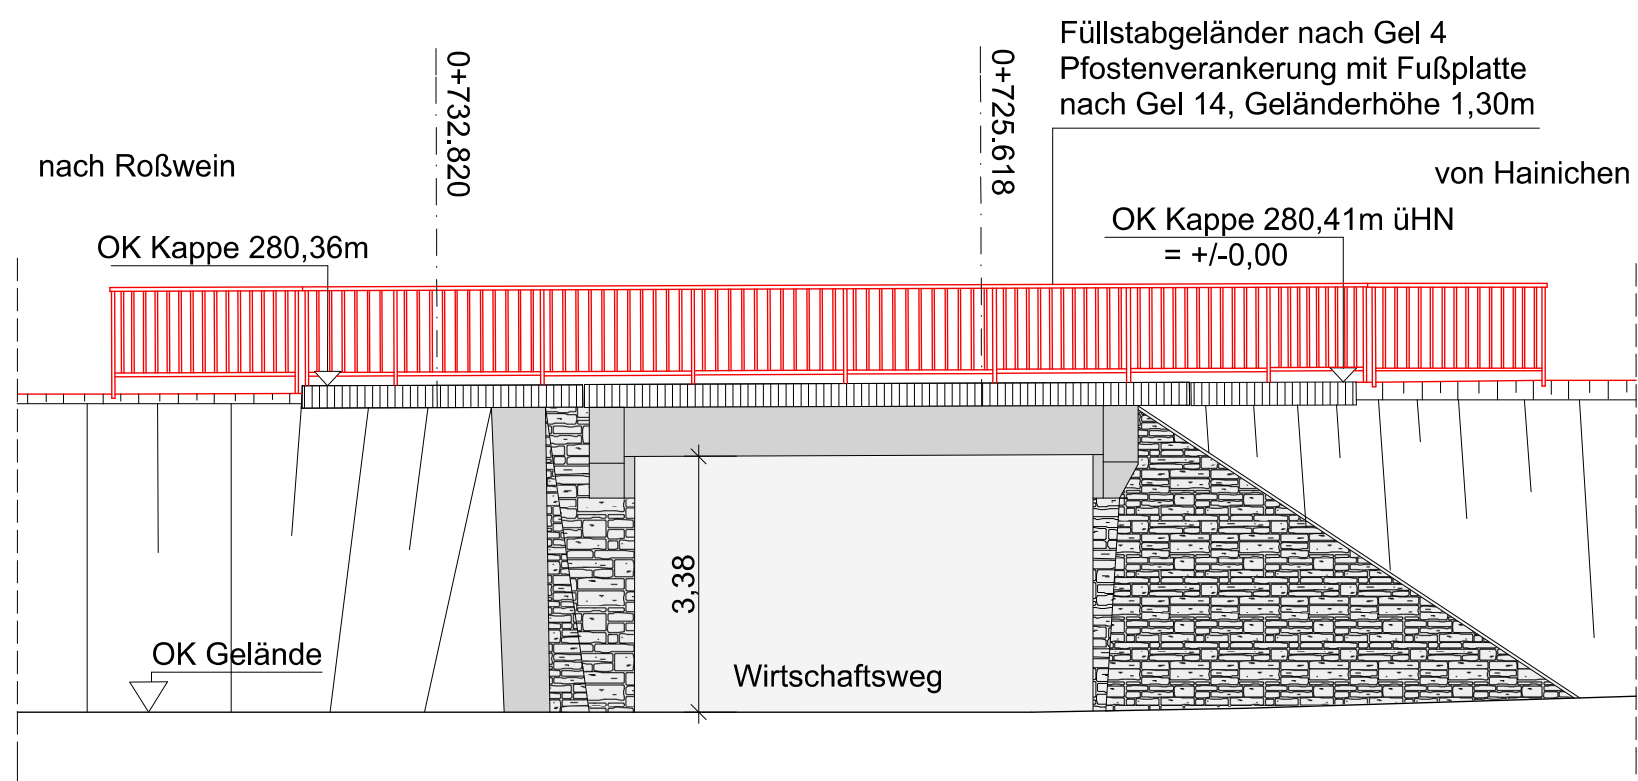 Füllstabgeländer nach Gel 4
Pfostenverankerung mit Fußplatte
nach Gel 14, Geländerhöhe 1,30m
0+732.820
0+725.618
nach Roßwein
von Hainichen
OK Kappe 280,36m
OK Kappe 280,41m üHN
= +/-0,00
3,38
OK Gelände
Wirtschaftsweg